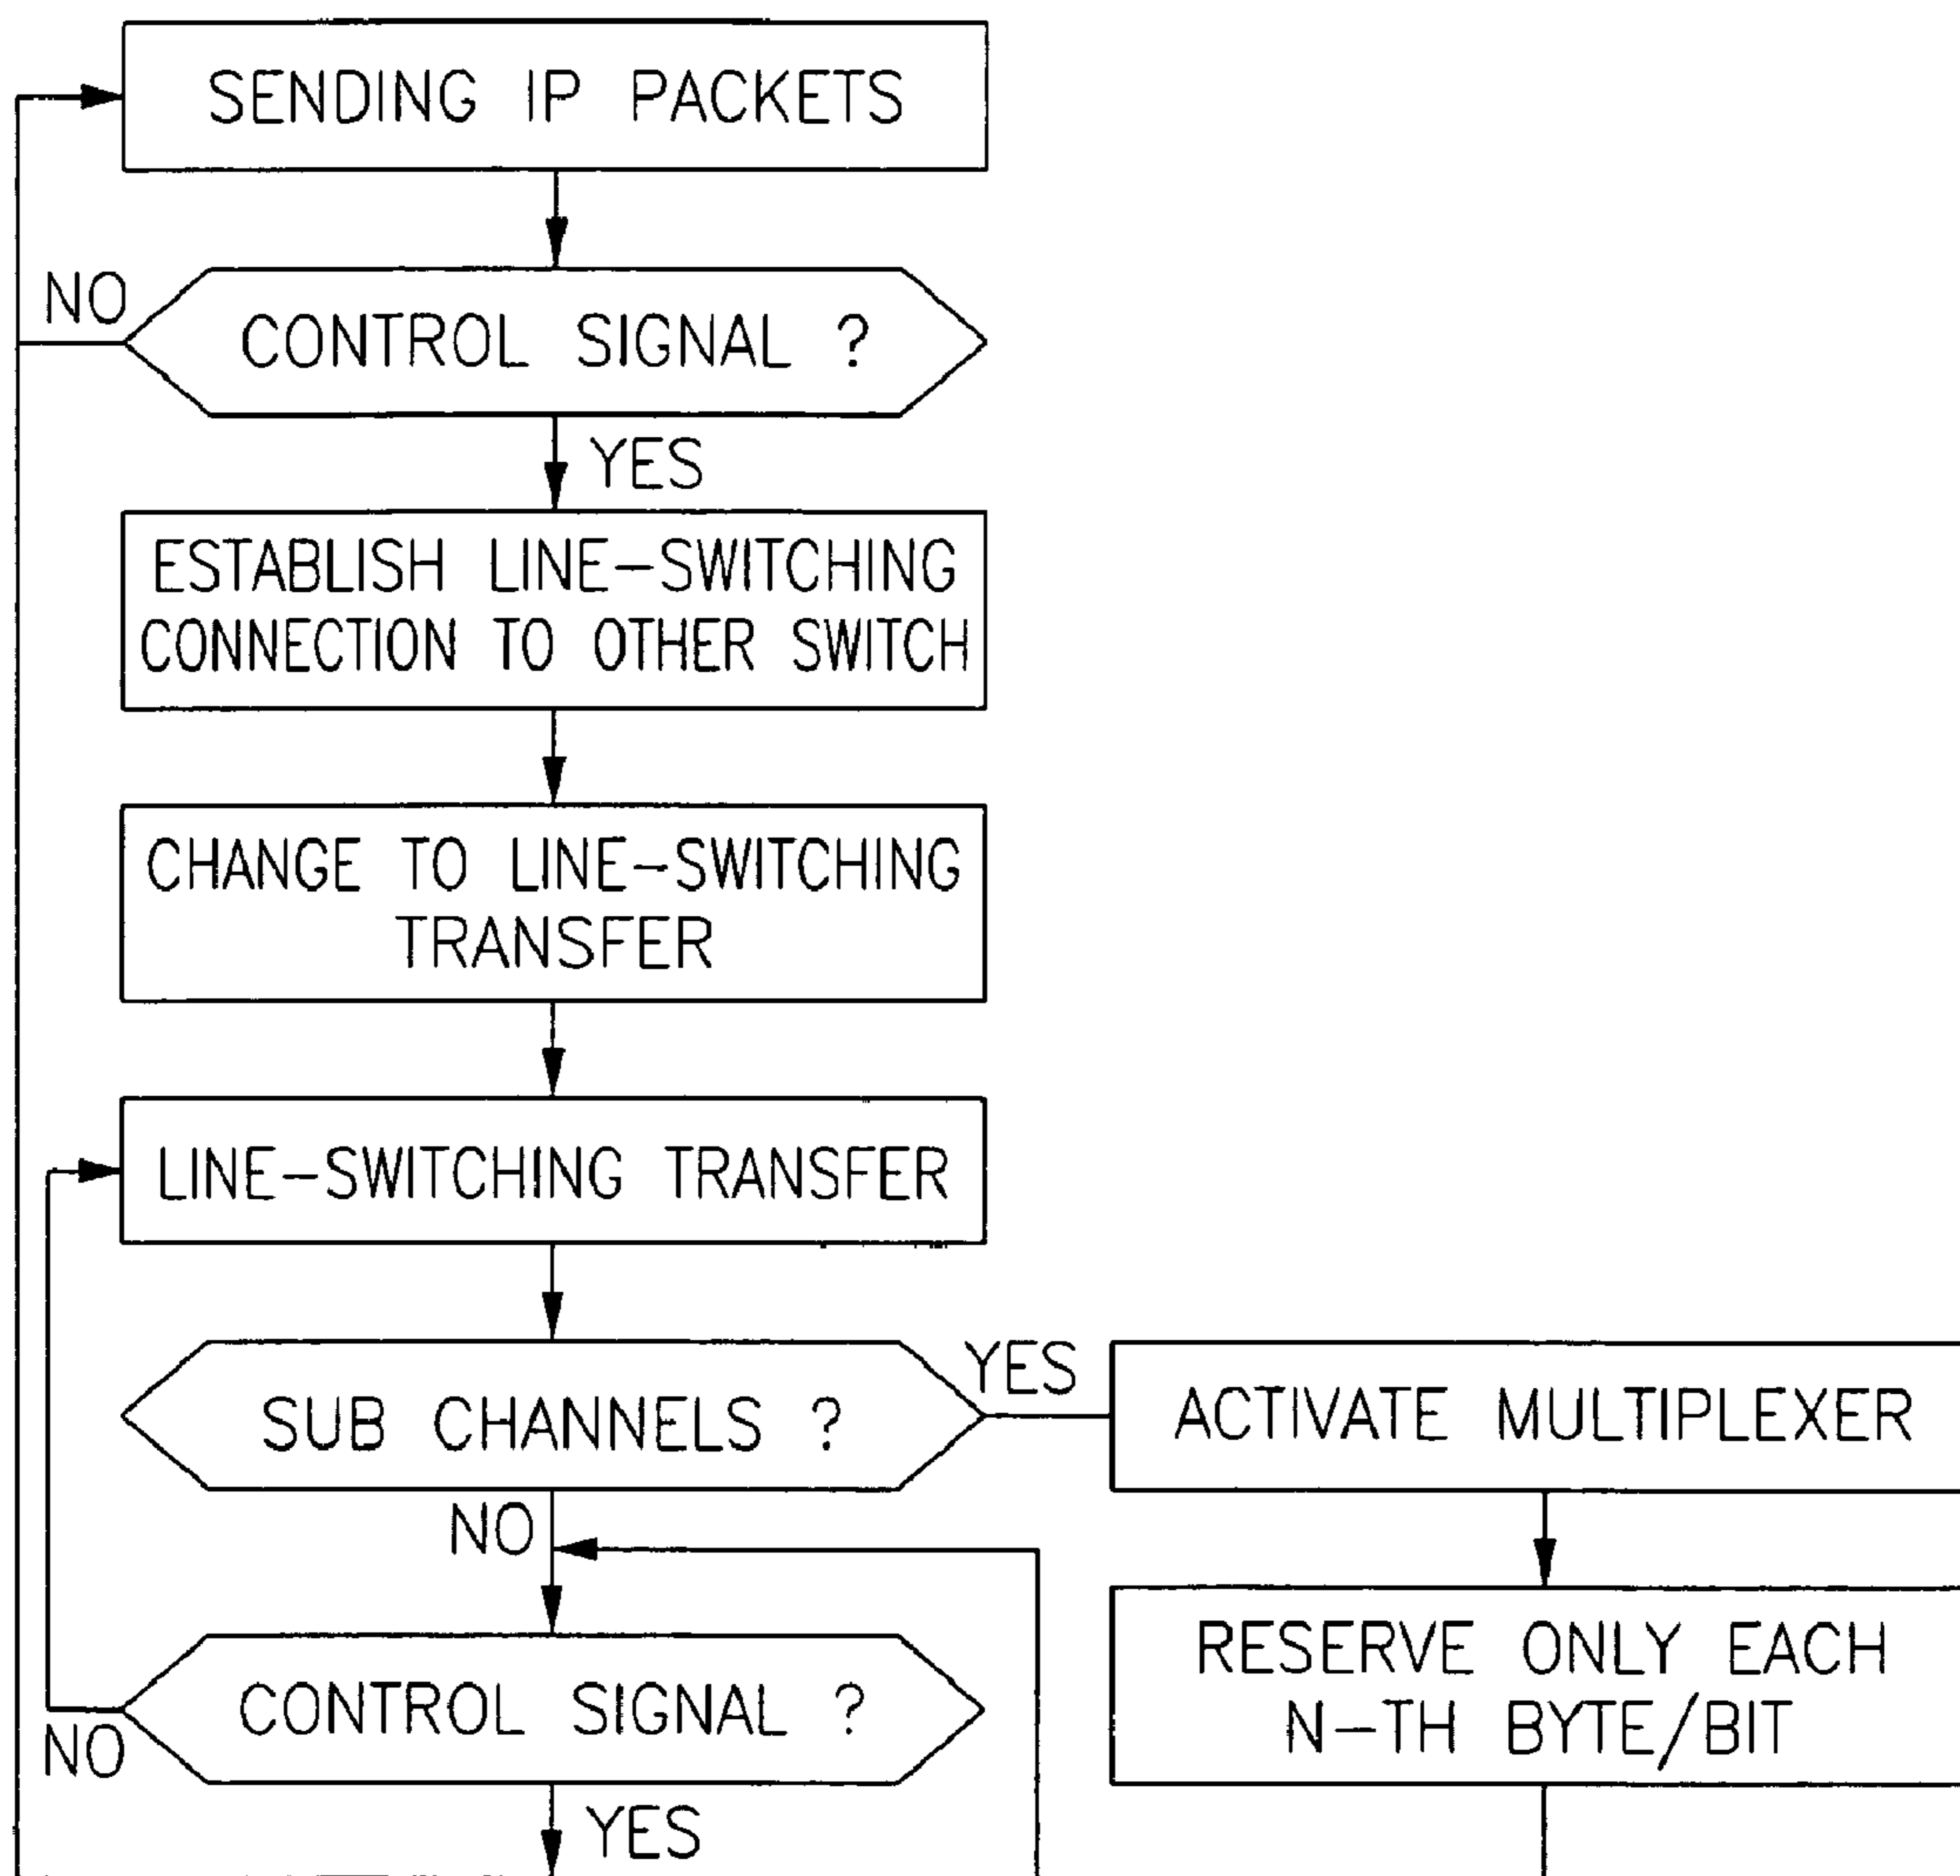 SENDING IP PACKETS
NO
CONTROL SIGNAL ?
YES
ESTABLISH LINE-SWITCHING
CONNECTION TO OTHER SWITCH
CHANGE TO LINE-SWITCHING
TRANSFER
LINE-SWITCHING TRANSFER
SUB CHANNELS ?
YES
ACTIVATE MULTIPLEXER
NO
RESERVE ONLY EACH
N-TH BYTE/BIT
CONTROL SIGNAL ?
NO
YES